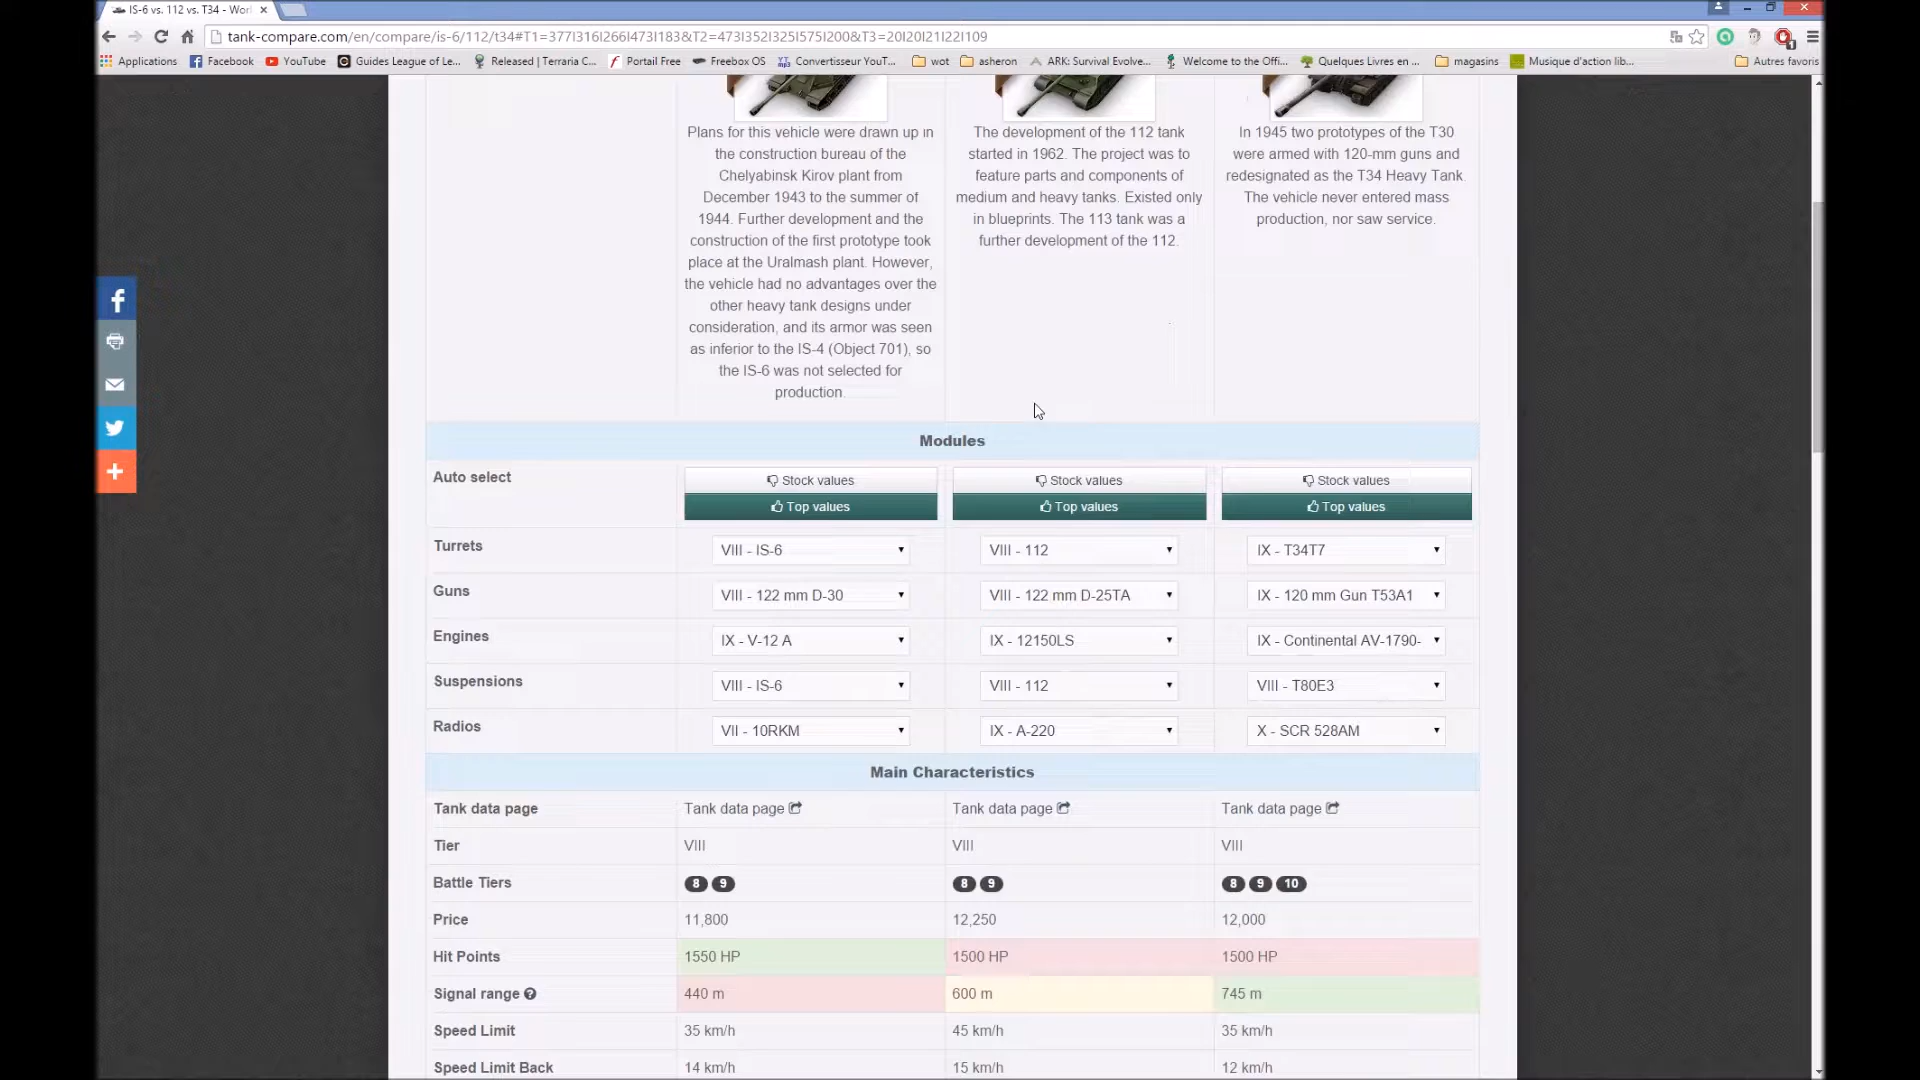 IS-6 vs. 112 vs. T34 - Worl
tank-compare.com/en/compare/is-6/112/t34#T1=377l316l266l473l183&T2=473l352l325l575l200&T3=20l20l21l22l109
Applications Facebook YouTube Guides League of Le... Released | Terraria C... Portail Free Freebox OS Convertisseur YouT... wot asheron ARK: Survival Evolve... Welcome to the Offi... Quelques Livres en ... magasins Musique d'action lib... Autres favoris
Plans for this vehicle were drawn up in
the construction bureau of the
Chelyabinsk Kirov plant from
December 1943 to the summer of
1944. Further development and the
construction of the first prototype took
place at the Uralmash plant. However,
the vehicle had no advantages over the
other heavy tank designs under
consideration, and its armor was seen
as inferior to the IS-4 (Object 701), so
the IS-6 was not selected for
production.
The development of the 112 tank
started in 1962. The project was to
feature parts and components of
medium and heavy tanks. Existed only
in blueprints. The 113 tank was a
further development of the 112.
In 1945 two prototypes of the T30
were armed with 120-mm guns and
redesignated as the T34 Heavy Tank.
The vehicle never entered mass
production, nor saw service.
Modules
Auto select
Stock values Stock values Stock values
Top values Top values Top values
Turrets VIII - IS-6 VIII - 112 IX - T34T7
Guns VIII - 122 mm D-30 VIII - 122 mm D-25TA IX - 120 mm Gun T53A1
Engines IX - V-12 A IX - 12150LS IX - Continental AV-1790-
Suspensions VIII - IS-6 VIII - 112 VIII - T80E3
Radios VII - 10RKM IX - A-220 X - SCR 528AM
Main Characteristics
Tank data page Tank data page Tank data page Tank data page
Tier VIII VIII VIII
Battle Tiers 8 9 8 9 8 9 10
Price 11,800 12,250 12,000
Hit Points 1550 HP 1500 HP 1500 HP
Signal range 440 m 600 m 745 m
Speed Limit 35 km/h 45 km/h 35 km/h
Speed Limit Back 14 km/h 15 km/h 12 km/h